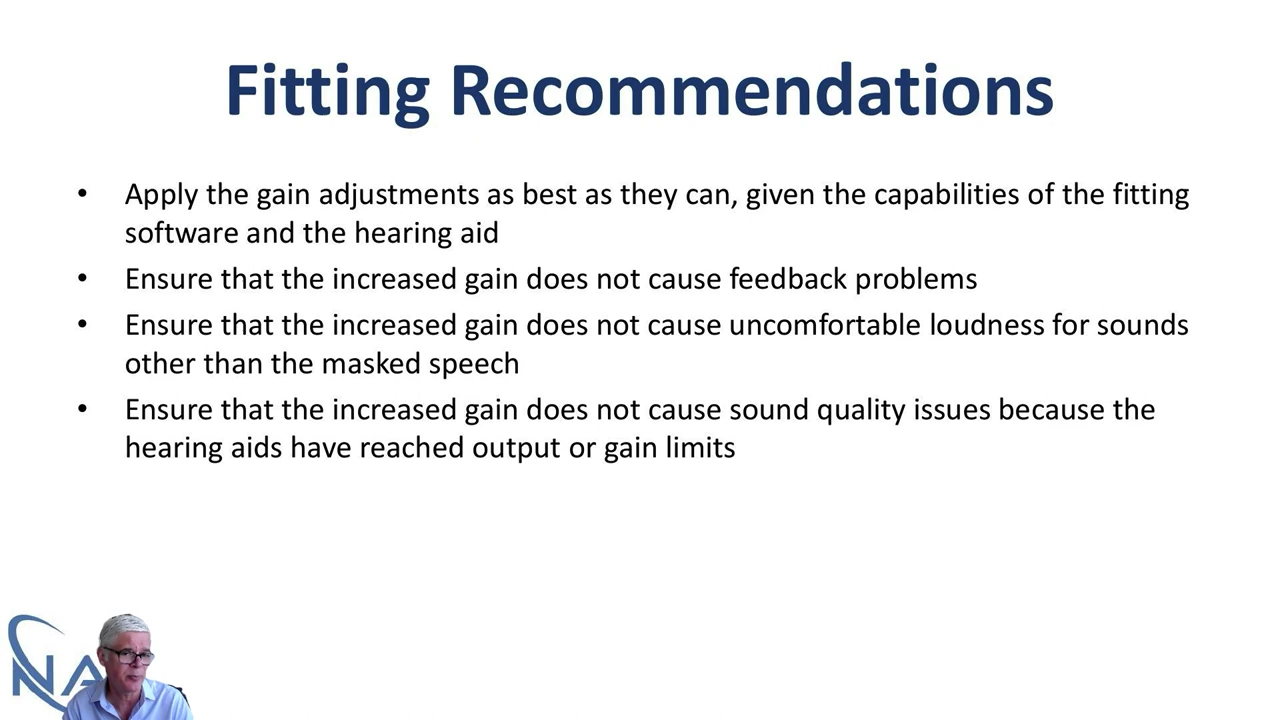 Fitting Recommendations
• Apply the gain adjustments as best as they can, given the capabilities of the fitting
software and the hearing aid
• Ensure that the increased gain does not cause feedback problems
• Ensure that the increased gain does not cause uncomfortable loudness for sounds
other than the masked speech
• Ensure that the increased gain does not cause sound quality issues because the
hearing aids have reached output or gain limits
NA